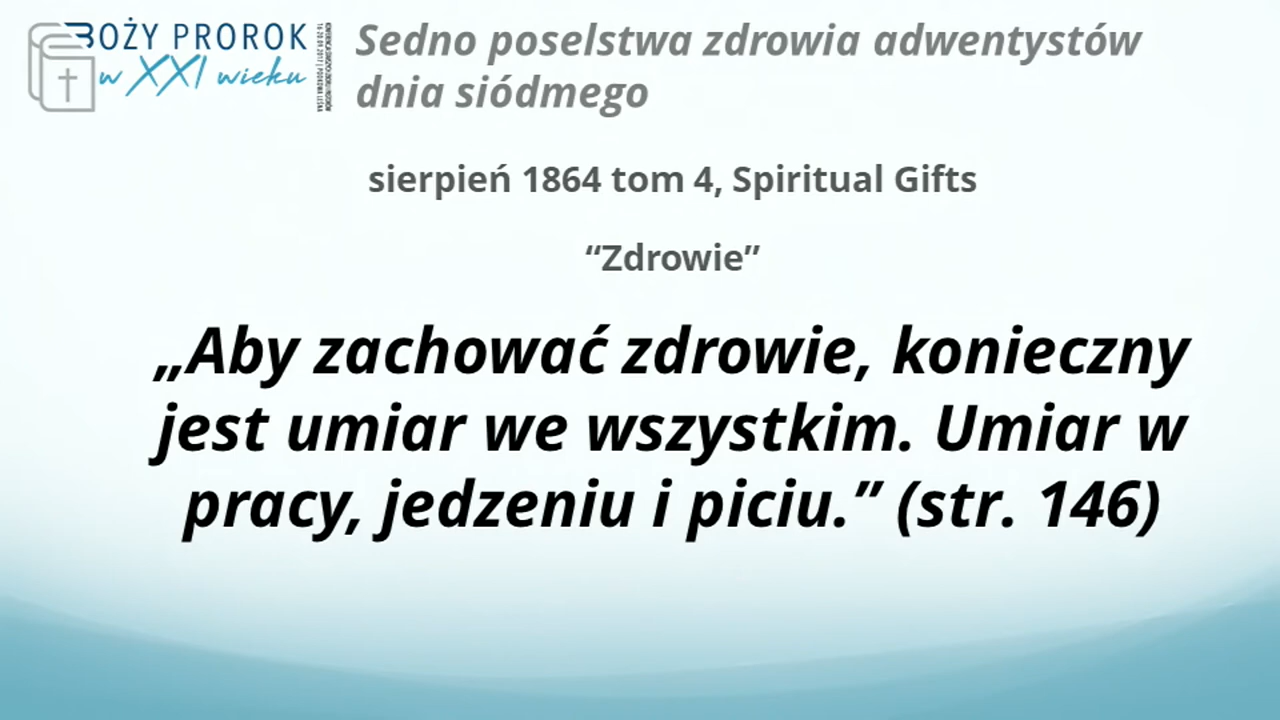 BOŻY PROROK
w XXI wieku
Sedno poselstwa zdrowia adwentystów
dnia siódmego
sierpień 1864 tom 4, Spiritual Gifts
“Zdrowie”
„Aby zachować zdrowie, konieczny
jest umiar we wszystkim. Umiar w
pracy, jedzeniu i piciu.” (str. 146)